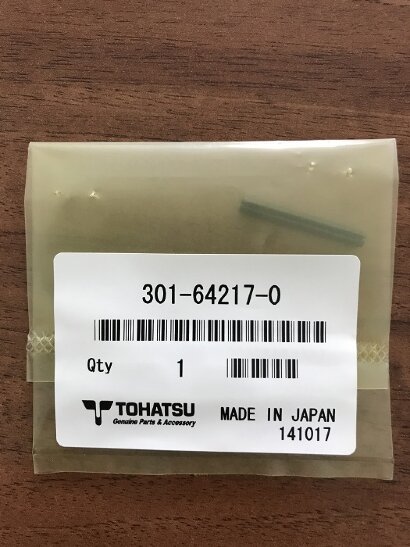 301-64217-0
Qty 1
TOHATSU
Genuine Parts & Accessory
MADE IN JAPAN
141017